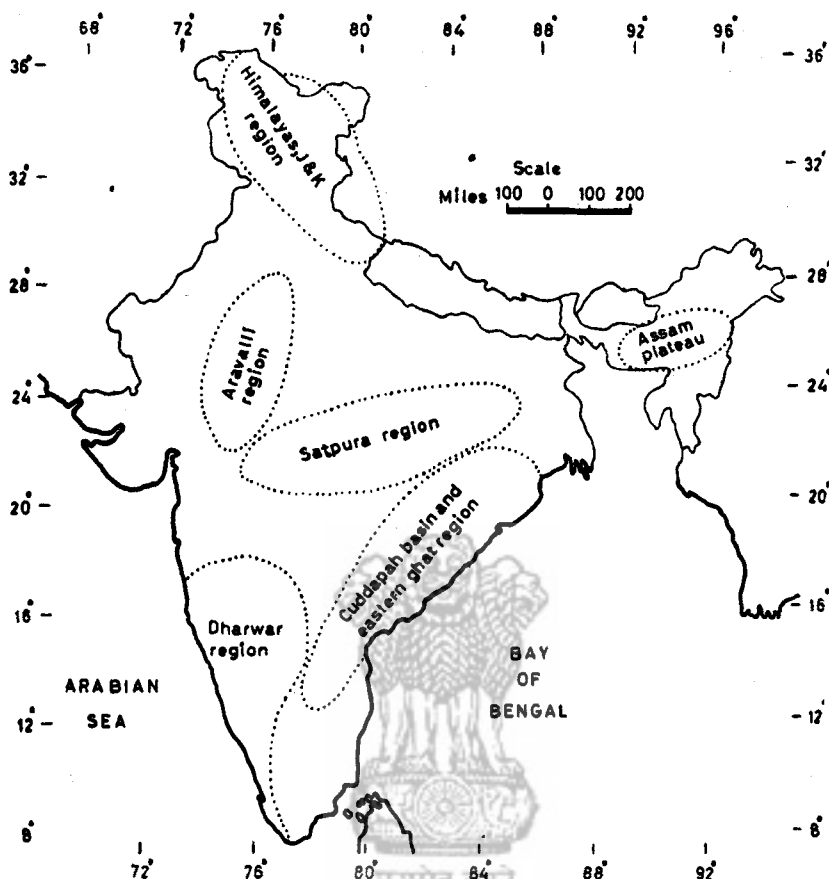 68° 72° 76° 80° 84° 88° 92° 96°
36° 36°
Himalayas, J&K
region
32° 32°
Scale
Miles 100 0 100 200
28° 28°
Aravalli
region
Assam
plateau
24° 24°
Satpura region
20° 20°
Cuddapah basin and
eastern ghat region
16° 16°
Dharwar
region
ARABIAN
SEA
BAY
OF
BENGAL
12° 12°
8° 8°
72° 76° 80° 84° 88° 92°